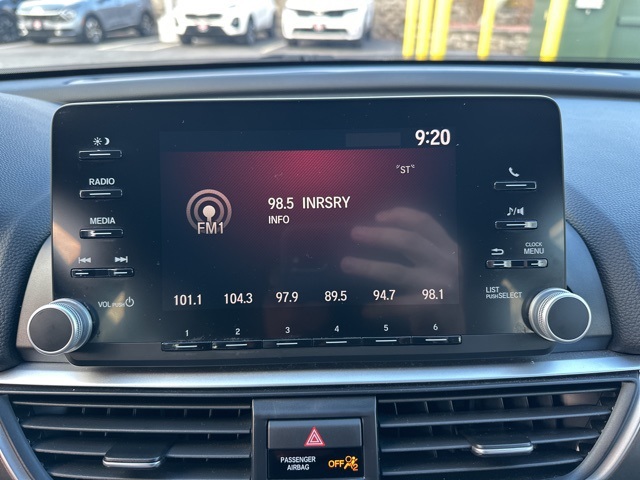 9:20
"ST"
RADIO
98.5 INRSRY
INFO
FM1
MEDIA
CLOCK
MENU
VOL PUSH
LIST
PUSH SELECT
101.1 104.3 97.9 89.5 94.7 98.1
1 2 3 4 5 6
PASSENGER
AIRBAG
OFF